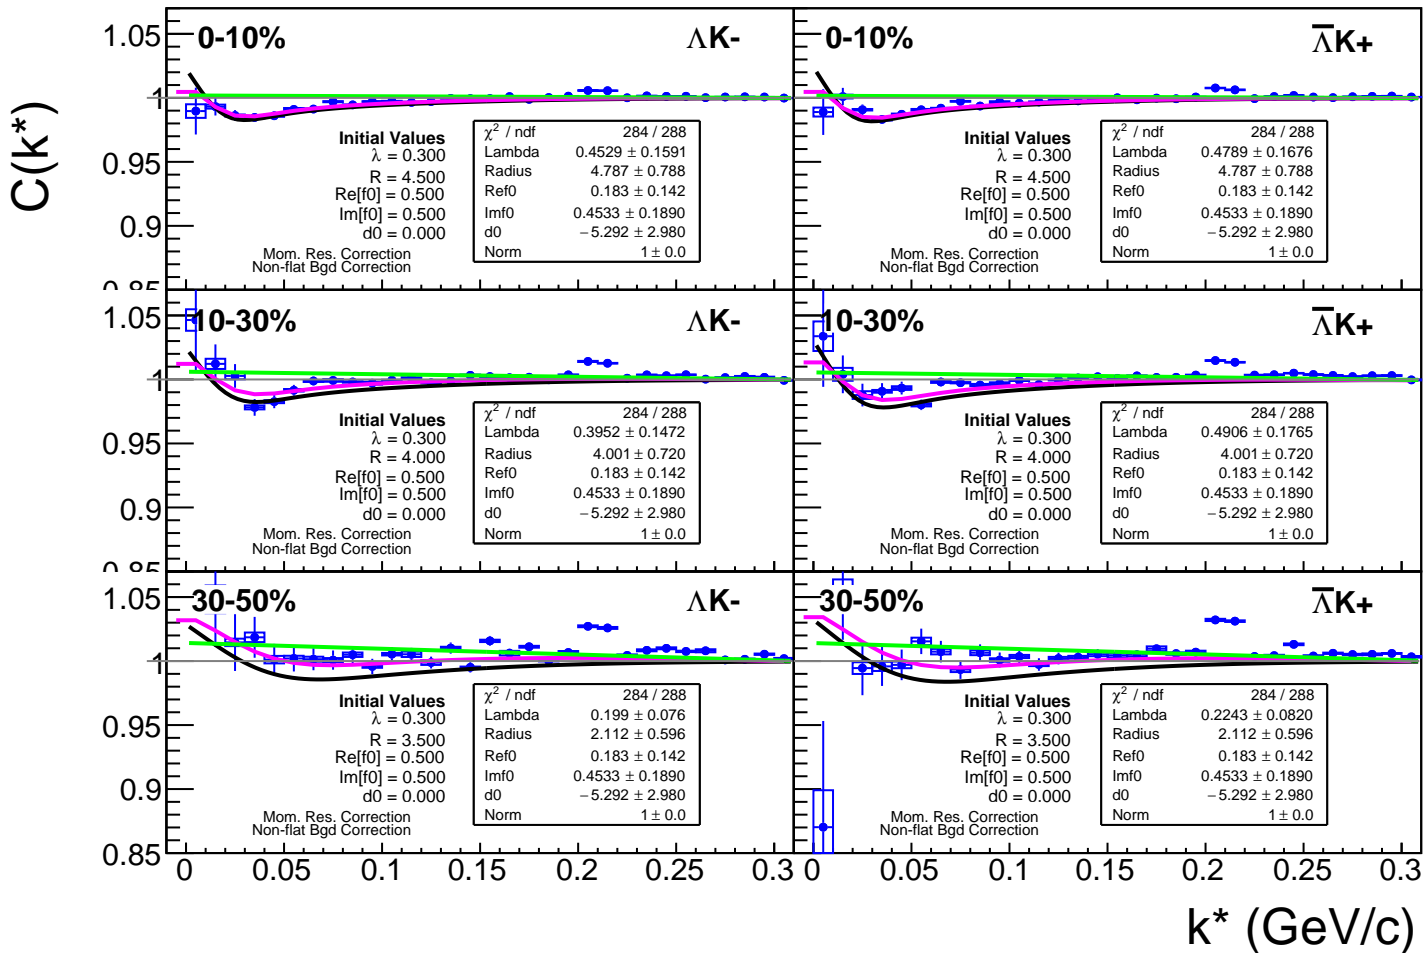 C(k*)
1.05
1
0.95
0.9
0.85
0-10%
ΛK-
Initial Values
λ = 0.300
R = 4.500
Re[f0] = 0.500
Im[f0] = 0.500
d0 = 0.000
Mom. Res. Correction
Non-flat Bgd Correction
χ² / ndf 284 / 288
Lambda 0.4529 ± 0.1591
Radius 4.787 ± 0.788
Ref0 0.183 ± 0.142
Imf0 0.4533 ± 0.1890
d0 −5.292 ± 2.980
Norm 1 ± 0.0
0-10%
Λ̅K+
Initial Values
λ = 0.300
R = 4.500
Re[f0] = 0.500
Im[f0] = 0.500
d0 = 0.000
Mom. Res. Correction
Non-flat Bgd Correction
χ² / ndf 284 / 288
Lambda 0.4789 ± 0.1676
Radius 4.787 ± 0.788
Ref0 0.183 ± 0.142
Imf0 0.4533 ± 0.1890
d0 −5.292 ± 2.980
Norm 1 ± 0.0
1.05
1
0.95
0.9
0.85
10-30%
ΛK-
Initial Values
λ = 0.300
R = 4.000
Re[f0] = 0.500
Im[f0] = 0.500
d0 = 0.000
Mom. Res. Correction
Non-flat Bgd Correction
χ² / ndf 284 / 288
Lambda 0.3952 ± 0.1472
Radius 4.001 ± 0.720
Ref0 0.183 ± 0.142
Imf0 0.4533 ± 0.1890
d0 −5.292 ± 2.980
Norm 1 ± 0.0
10-30%
Λ̅K+
Initial Values
λ = 0.300
R = 4.000
Re[f0] = 0.500
Im[f0] = 0.500
d0 = 0.000
Mom. Res. Correction
Non-flat Bgd Correction
χ² / ndf 284 / 288
Lambda 0.4906 ± 0.1765
Radius 4.001 ± 0.720
Ref0 0.183 ± 0.142
Imf0 0.4533 ± 0.1890
d0 −5.292 ± 2.980
Norm 1 ± 0.0
1.05
1
0.95
0.9
0.85
30-50%
ΛK-
Initial Values
λ = 0.300
R = 3.500
Re[f0] = 0.500
Im[f0] = 0.500
d0 = 0.000
Mom. Res. Correction
Non-flat Bgd Correction
χ² / ndf 284 / 288
Lambda 0.199 ± 0.076
Radius 2.112 ± 0.596
Ref0 0.183 ± 0.142
Imf0 0.4533 ± 0.1890
d0 −5.292 ± 2.980
Norm 1 ± 0.0
30-50%
Λ̅K+
Initial Values
λ = 0.300
R = 3.500
Re[f0] = 0.500
Im[f0] = 0.500
d0 = 0.000
Mom. Res. Correction
Non-flat Bgd Correction
χ² / ndf 284 / 288
Lambda 0.2243 ± 0.0820
Radius 2.112 ± 0.596
Ref0 0.183 ± 0.142
Imf0 0.4533 ± 0.1890
d0 −5.292 ± 2.980
Norm 1 ± 0.0
0 0.05 0.1 0.15 0.2 0.25 0.3
0 0.05 0.1 0.15 0.2 0.25 0.3
k* (GeV/c)